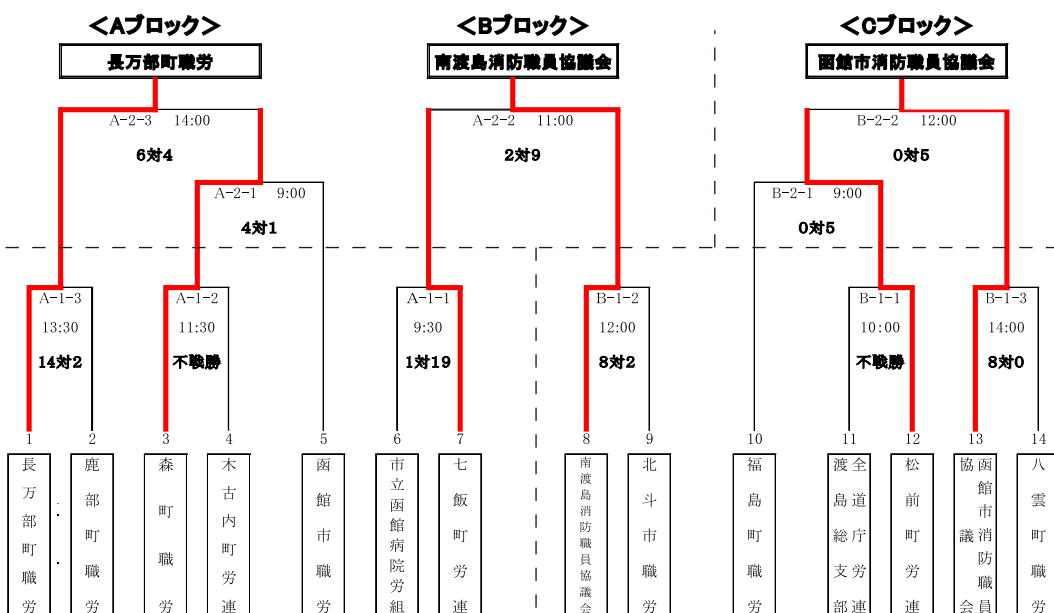 ＜Aブロック＞
＜Bブロック＞
＜Cブロック＞
長万部町職労
南渡島消防職員協議会
函館市消防職員協議会
A-2-3 14:00
A-2-2 11:00
B-2-2 12:00
6対4
2対9
0対5
A-2-1 9:00
B-2-1 9:00
4対1
0対5
A-1-3
A-1-2
A-1-1
B-1-2
B-1-1
B-1-3
13:30
11:30
9:30
12:00
10:00
14:00
14対2
不戦勝
1対19
8対2
不戦勝
8対0
1
2
3
4
5
6
7
8
9
10
11
12
13
14
長万部町職労
鹿部町職労
森町職労
木古内町労連
函館市職労
市立函館病院労組
七飯町労連
南渡島消防職員協議会
北斗市職労
福島町職労
全道庁労連
渡島総支部
松前町労連
函館市消防職員
協議会
八雲町職労